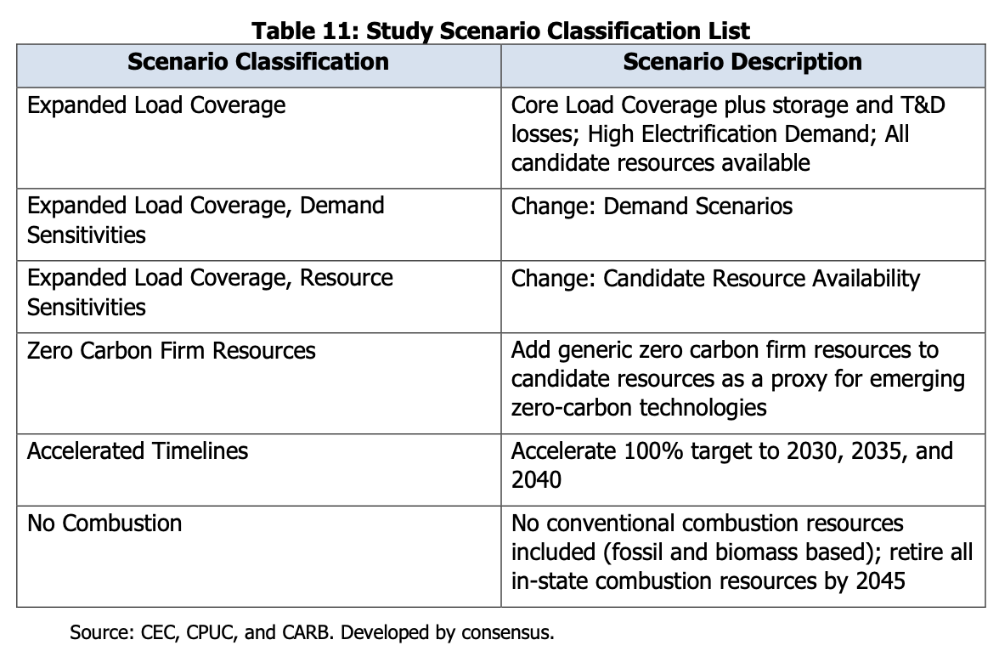 Table 11: Study Scenario Classification List
Scenario Classification
Scenario Description
Expanded Load Coverage
Core Load Coverage plus storage and T&D
losses; High Electrification Demand; All
candidate resources available
Expanded Load Coverage, Demand
Sensitivities
Change: Demand Scenarios
Expanded Load Coverage, Resource
Sensitivities
Change: Candidate Resource Availability
Zero Carbon Firm Resources
Add generic zero carbon firm resources to
candidate resources as a proxy for emerging
zero-carbon technologies
Accelerated Timelines
Accelerate 100% target to 2030, 2035, and
2040
No Combustion
No conventional combustion resources
included (fossil and biomass based); retire all
in-state combustion resources by 2045
Source: CEC, CPUC, and CARB. Developed by consensus.